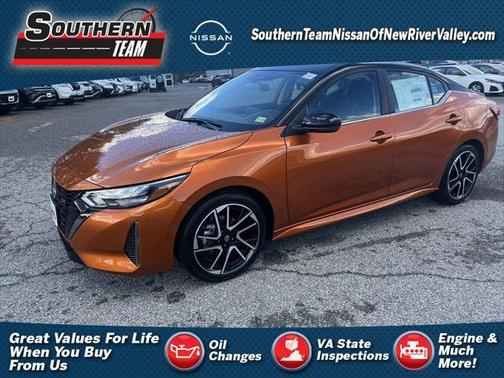 SOUTHERN
TEAM
NISSAN
SouthernTeamNissanOfNewRiverValley.com
Great Values For Life
When You Buy
From Us
Oil
Changes
VA State
Inspections
Engine &
Much
More!